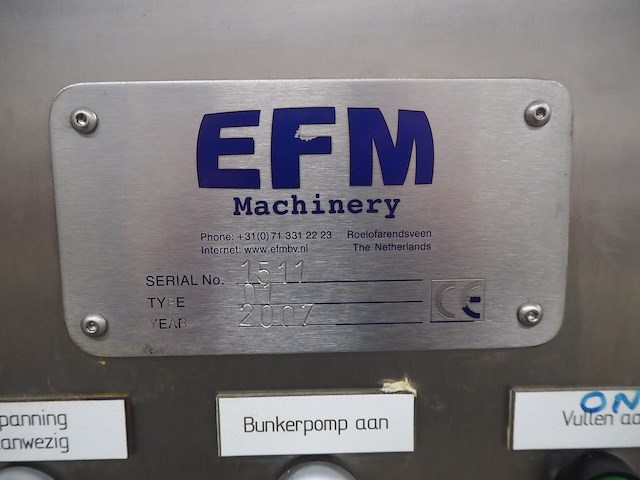 EFM
Machinery
Phone: +31(0)71 331 22 23 Roelofarendsveen
Internet: www.efmbv.nl The Netherlands
SERIAL No. 1511
TYPE 01
YEAR 2007
CE
panning
anwezig
Bunkerpomp aan
ON
Vullen aa